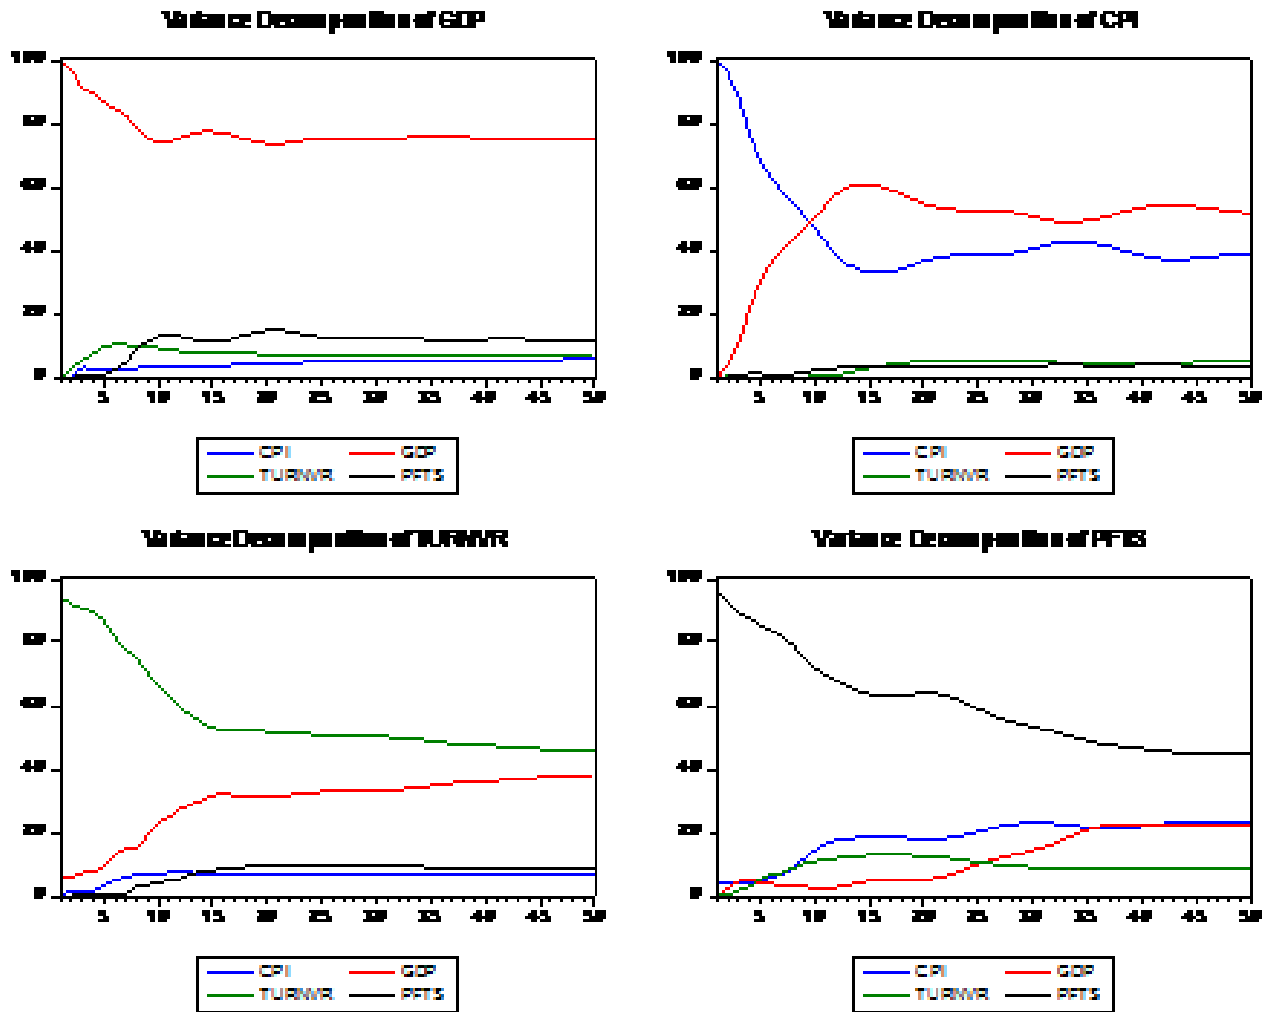 Variance Decomposition of GDP
100
80
60
40
20
0
5 10 15 20 25 30 35 40 45 50
CPI GDP
TURNVR PFTS
Variance Decomposition of CPI
100
80
60
40
20
0
5 10 15 20 25 30 35 40 45 50
CPI GDP
TURNVR PFTS
Variance Decomposition of TURNVR
100
80
60
40
20
0
5 10 15 20 25 30 35 40 45 50
CPI GDP
TURNVR PFTS
Variance Decomposition of PFTS
100
80
60
40
20
0
5 10 15 20 25 30 35 40 45 50
CPI GDP
TURNVR PFTS